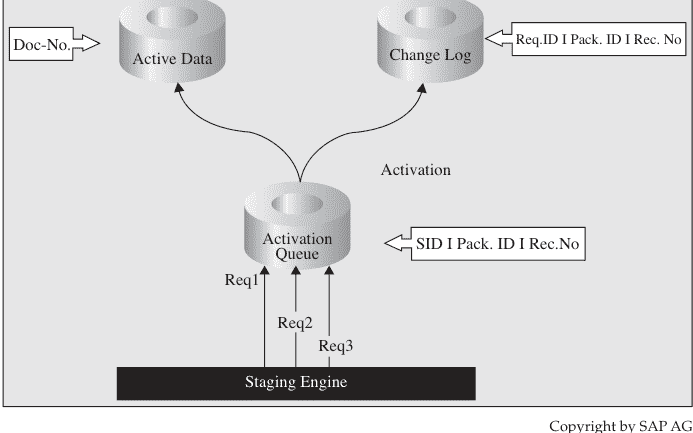 Doc-No.
Active Data
Change Log
Req.ID I Pack. ID I Rec. No
Activation
Activation
Queue
SID I Pack. ID I Rec.No
Req1
Req2
Req3
Staging Engine
Copyright by SAP AG